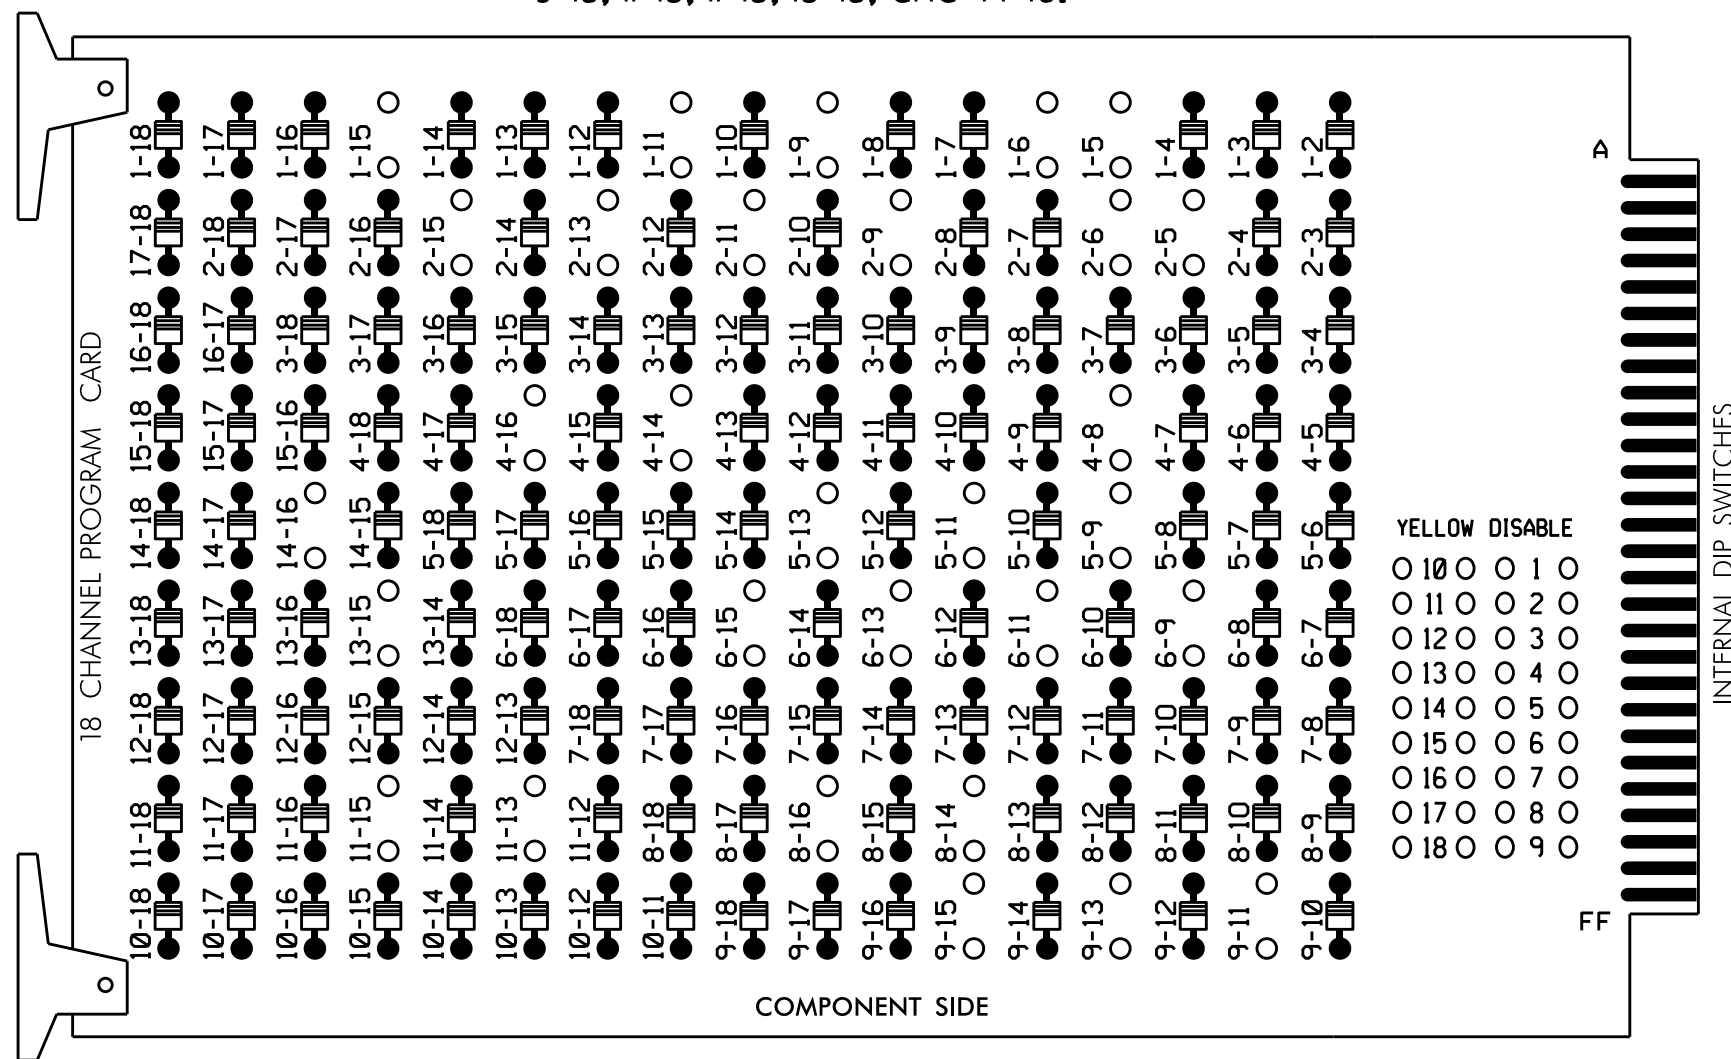 1-18 1-17 1-16 1-15 1-14 1-13 1-12 1-11 1-10 1-9 1-8 1-7 1-6 1-5 1-4 1-3 1-2
17-18 2-18 2-17 2-16 2-15 2-14 2-13 2-12 2-11 2-10 2-9 2-8 2-7 2-6 2-5 2-4 2-3
16-18 16-17 3-18 3-17 3-16 3-15 3-14 3-13 3-12 3-11 3-10 3-9 3-8 3-7 3-6 3-5 3-4
15-18 15-17 15-16 4-18 4-17 4-16 4-15 4-14 4-13 4-12 4-11 4-10 4-9 4-8 4-7 4-6 4-5
14-18 14-17 14-16 14-15 5-18 5-17 5-16 5-15 5-14 5-13 5-12 5-11 5-10 5-9 5-8 5-7 5-6
13-18 13-17 13-16 13-15 13-14 6-18 6-17 6-16 6-15 6-14 6-13 6-12 6-11 6-10 6-9 6-8 6-7
12-18 12-17 12-16 12-15 12-14 12-13 7-18 7-17 7-16 7-15 7-14 7-13 7-12 7-11 7-10 7-9 7-8
11-18 11-17 11-16 11-15 11-14 11-13 11-12 8-18 8-17 8-16 8-15 8-14 8-13 8-12 8-11 8-10 8-9
10-18 10-17 10-16 10-15 10-14 10-13 10-12 10-11 9-18 9-17 9-16 9-15 9-14 9-13 9-12 9-11 9-10
18 CHANNEL PROGRAM CARD
COMPONENT SIDE
A
YELLOW DISABLE
10 1
11 2
12 3
13 4
14 5
15 6
16 7
17 8
18 9
FF
INTERNAL DIP SWITCHES